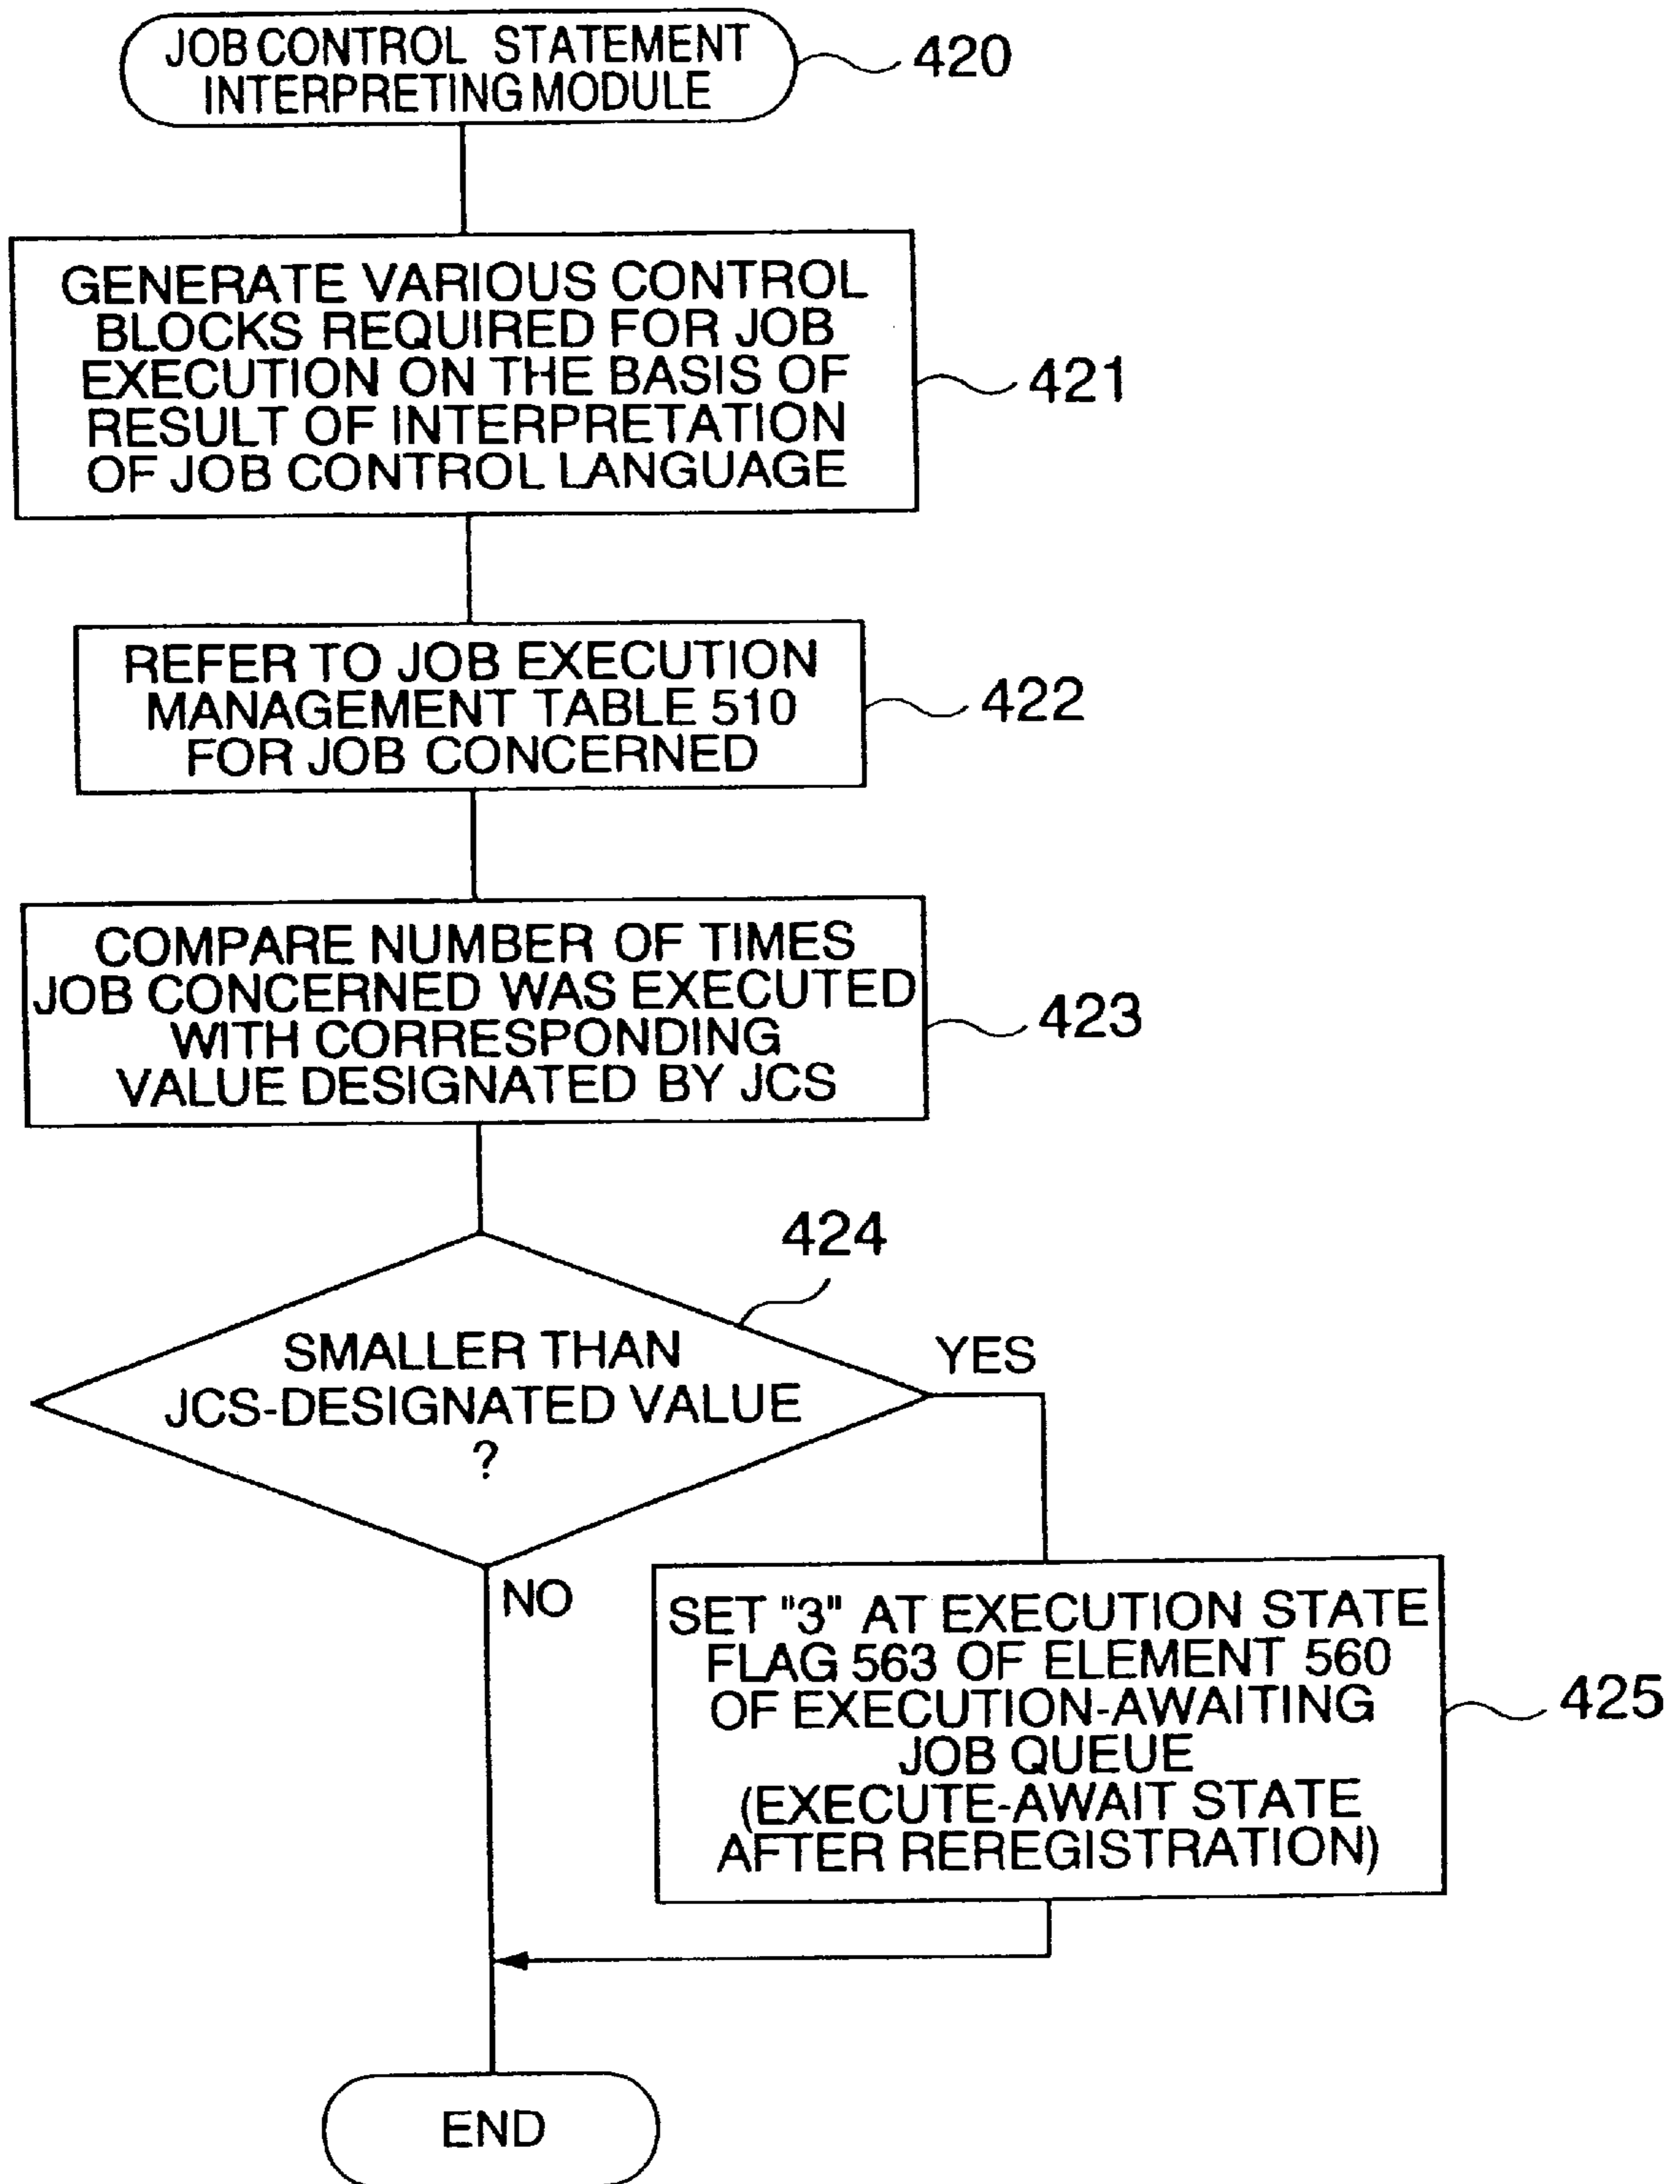 JOB CONTROL STATEMENT
INTERPRETING MODULE
420
GENERATE VARIOUS CONTROL
BLOCKS REQUIRED FOR JOB
EXECUTION ON THE BASIS OF
RESULT OF INTERPRETATION
OF JOB CONTROL LANGUAGE
421
REFER TO JOB EXECUTION
MANAGEMENT TABLE 510
FOR JOB CONCERNED
422
COMPARE NUMBER OF TIMES
JOB CONCERNED WAS EXECUTED
WITH CORRESPONDING
VALUE DESIGNATED BY JCS
423
424
SMALLER THAN
JCS-DESIGNATED VALUE
?
YES
NO
SET "3" AT EXECUTION STATE
FLAG 563 OF ELEMENT 560
OF EXECUTION-AWAITING
JOB QUEUE
(EXECUTE-AWAIT STATE
AFTER REREGISTRATION)
425
END